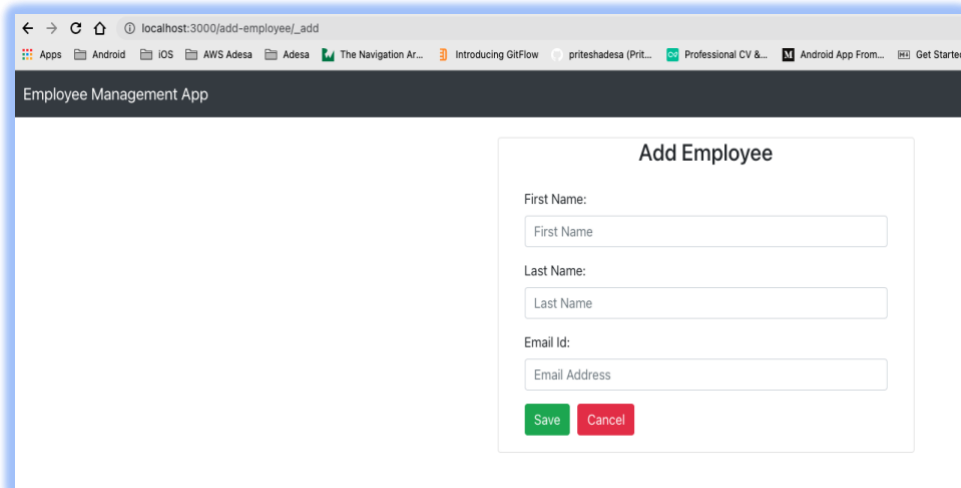 localhost:3000/add-employee/_add
Apps Android iOS AWS Adesa Adesa The Navigation Ar... Introducing GitFlow priteshadesa (Prit... Professional CV &... Android App From... Get Started
Employee Management App
Add Employee
First Name:
First Name
Last Name:
Last Name
Email Id:
Email Address
Save Cancel